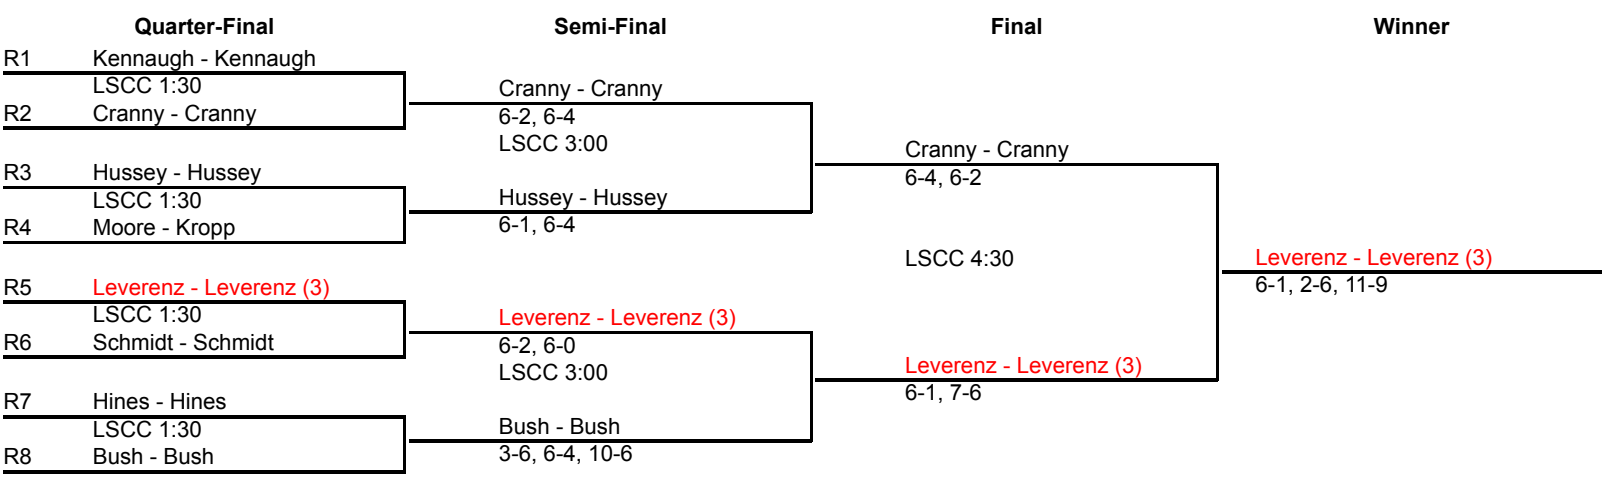 Quarter-Final Semi-Final Final Winner
R1 Kennaugh - Kennaugh
LSCC 1:30
R2 Cranny - Cranny
Cranny - Cranny
6-2, 6-4
LSCC 3:00
R3 Hussey - Hussey
LSCC 1:30
R4 Moore - Kropp
Hussey - Hussey
6-1, 6-4
Cranny - Cranny
6-4, 6-2
LSCC 4:30
Leverenz - Leverenz (3)
6-1, 2-6, 11-9
R5 Leverenz - Leverenz (3)
LSCC 1:30
R6 Schmidt - Schmidt
Leverenz - Leverenz (3)
6-2, 6-0
LSCC 3:00
Leverenz - Leverenz (3)
6-1, 7-6
R7 Hines - Hines
LSCC 1:30
R8 Bush - Bush
Bush - Bush
3-6, 6-4, 10-6